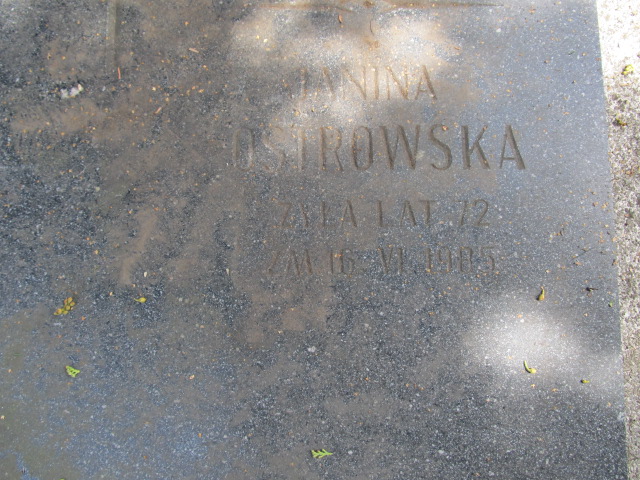 JANINA
OSTROWSKA
ŻYŁA LAT 72
ZM. 16. VI. 1985